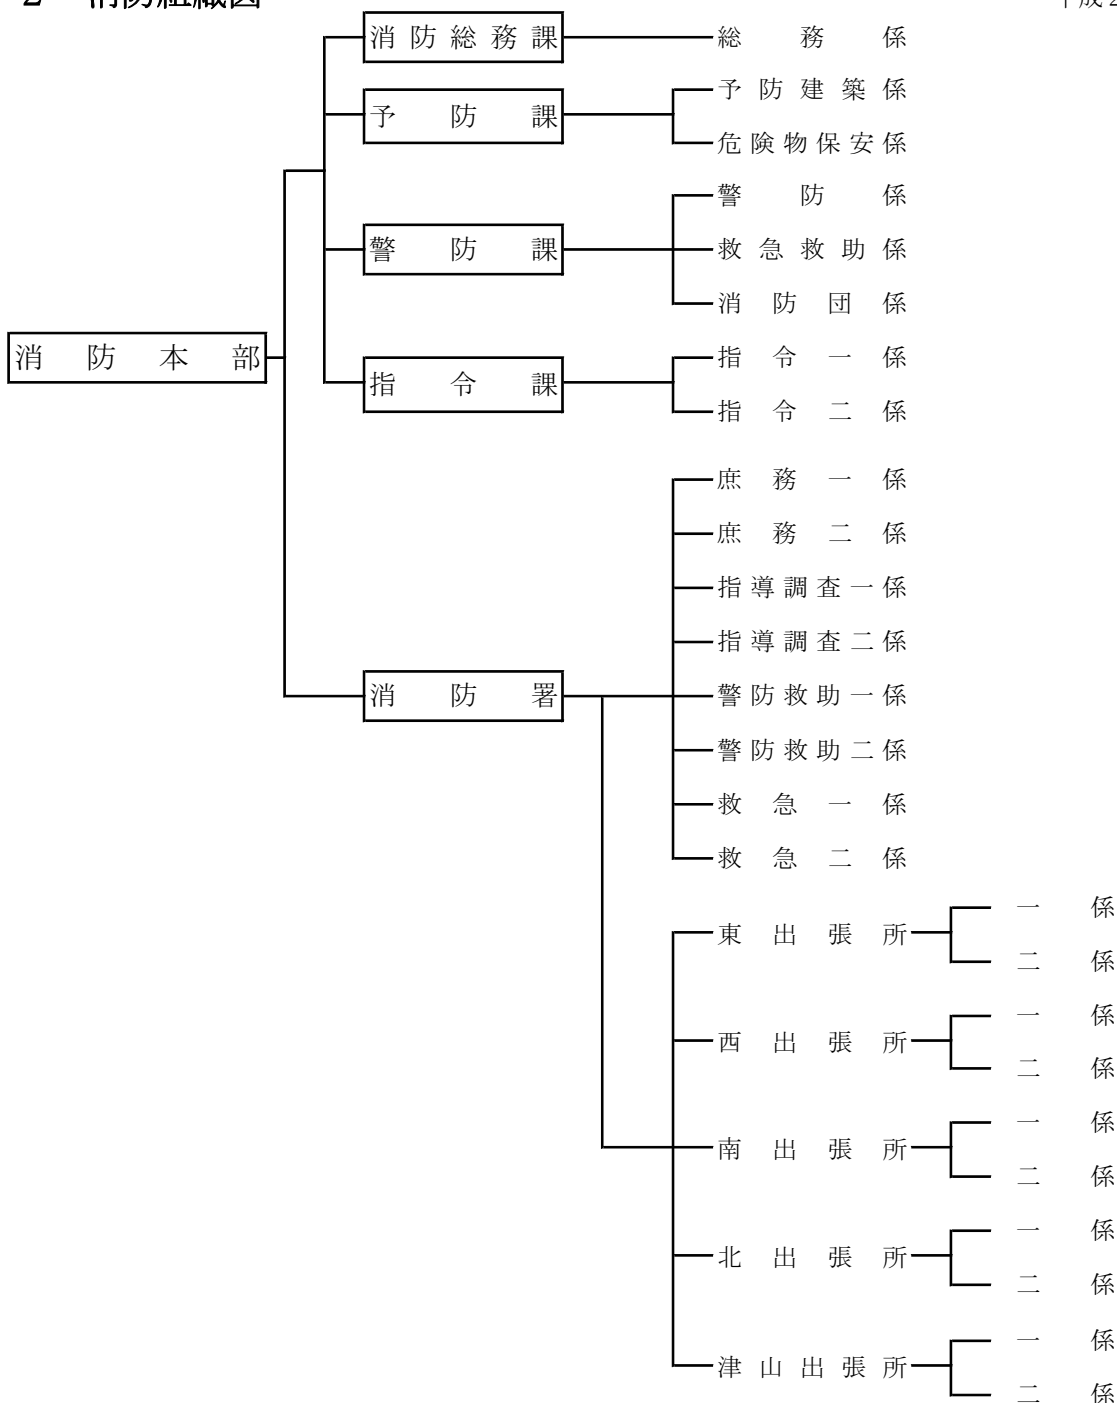 2 消防組織図
平成2
消防総務課 総務係
予防課 予防建築係
危険物保安係
警防係
警防課 救急救助係
消防団係
消防本部
指令一係
指令課
指令二係
庶務一係
庶務二係
指導調査一係
指導調査二係
消防署 警防救助一係
警防救助二係
救急一係
救急二係
一係
東出張所
二係
一係
西出張所
二係
一係
南出張所
二係
一係
北出張所
二係
一係
津山出張所
二係